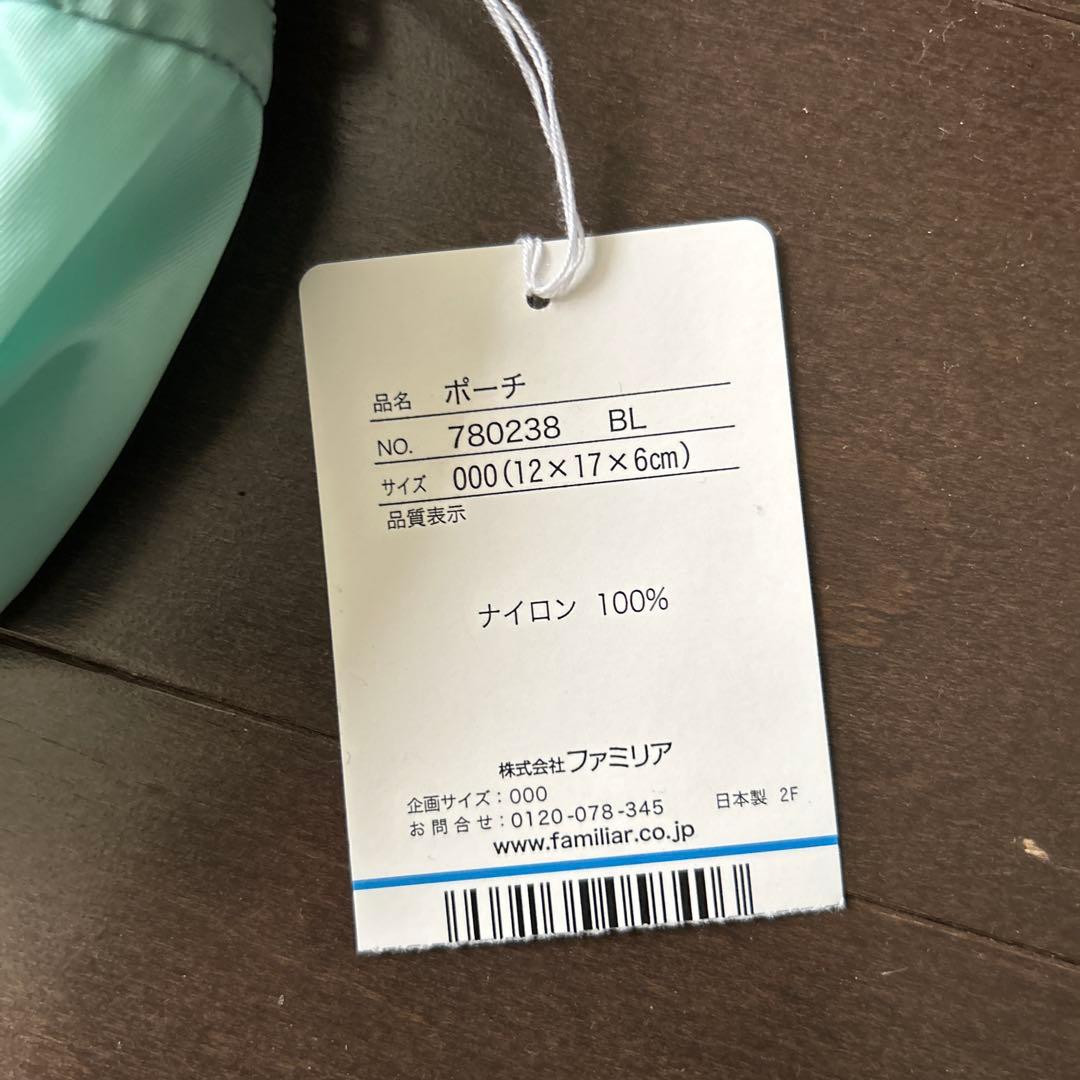 品名 ポーチ
NO. 780238 BL
サイズ 000(12×17×6cm)
品質表示
ナイロン 100%
株式会社ファミリア
企画サイズ：000
お問合せ：0120-078-345 日本製 2F
www.familiar.co.jp